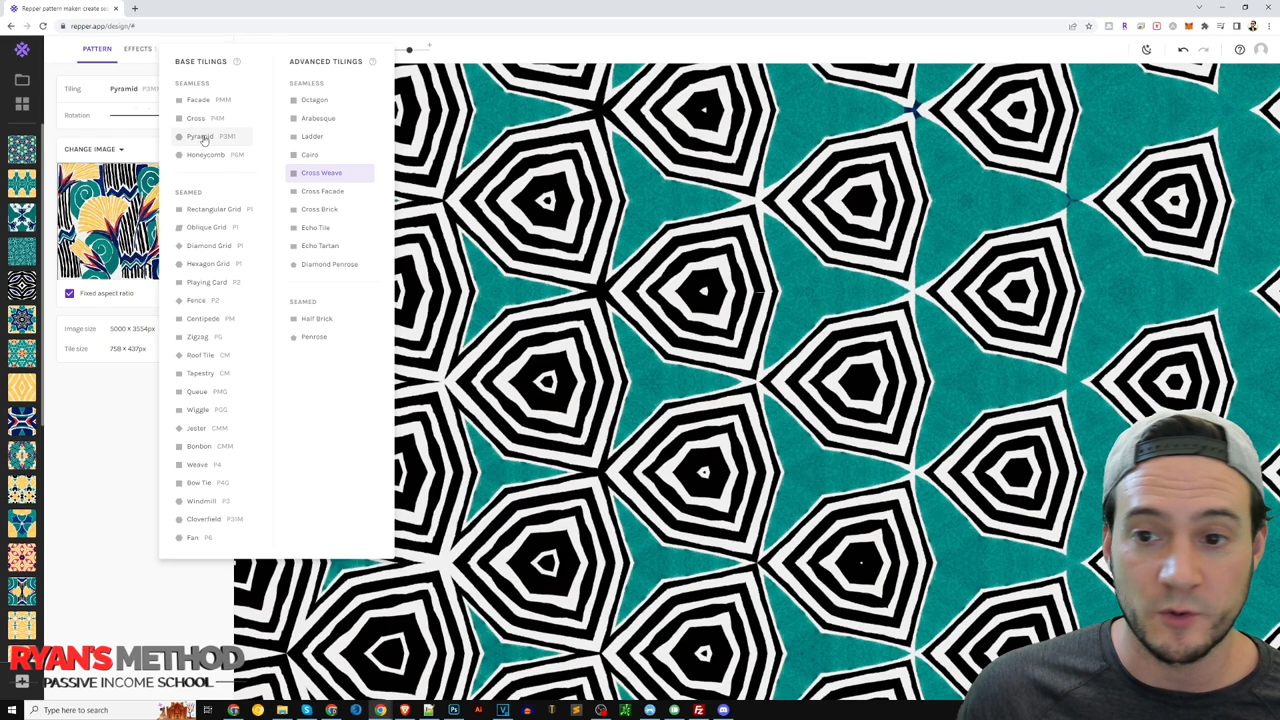 Repper pattern maker: create sea
repper.app/design/#
PATTERN
EFFECTS
Tiling Pyramid P3M1
Rotation
CHANGE IMAGE
Fixed aspect ratio
Image size 5000 × 3554px
Tile size 758 × 437px
BASE TILINGS
SEAMLESS
Facade PMM
Cross P4M
Pyramid P3M1
Honeycomb P6M
SEAMED
Rectangular Grid P1
Oblique Grid P1
Diamond Grid P1
Hexagon Grid P1
Playing Card P2
Fence P2
Centipede PM
Zigzag PG
Roof Tile CM
Tapestry CM
Queue PMG
Wiggle PGG
Jester CMM
Bonbon CMM
Weave P4
Bow Tie P4G
Windmill P3
Cloverfield P31M
Fan P6
ADVANCED TILINGS
SEAMLESS
Octagon
Arabesque
Ladder
Cairo
Cross Weave
Cross Facade
Cross Brick
Echo Tile
Echo Tartan
Diamond Penrose
SEAMED
Half Brick
Penrose
RYAN'S METHOD
PASSIVE INCOME SCHOOL
Type here to search